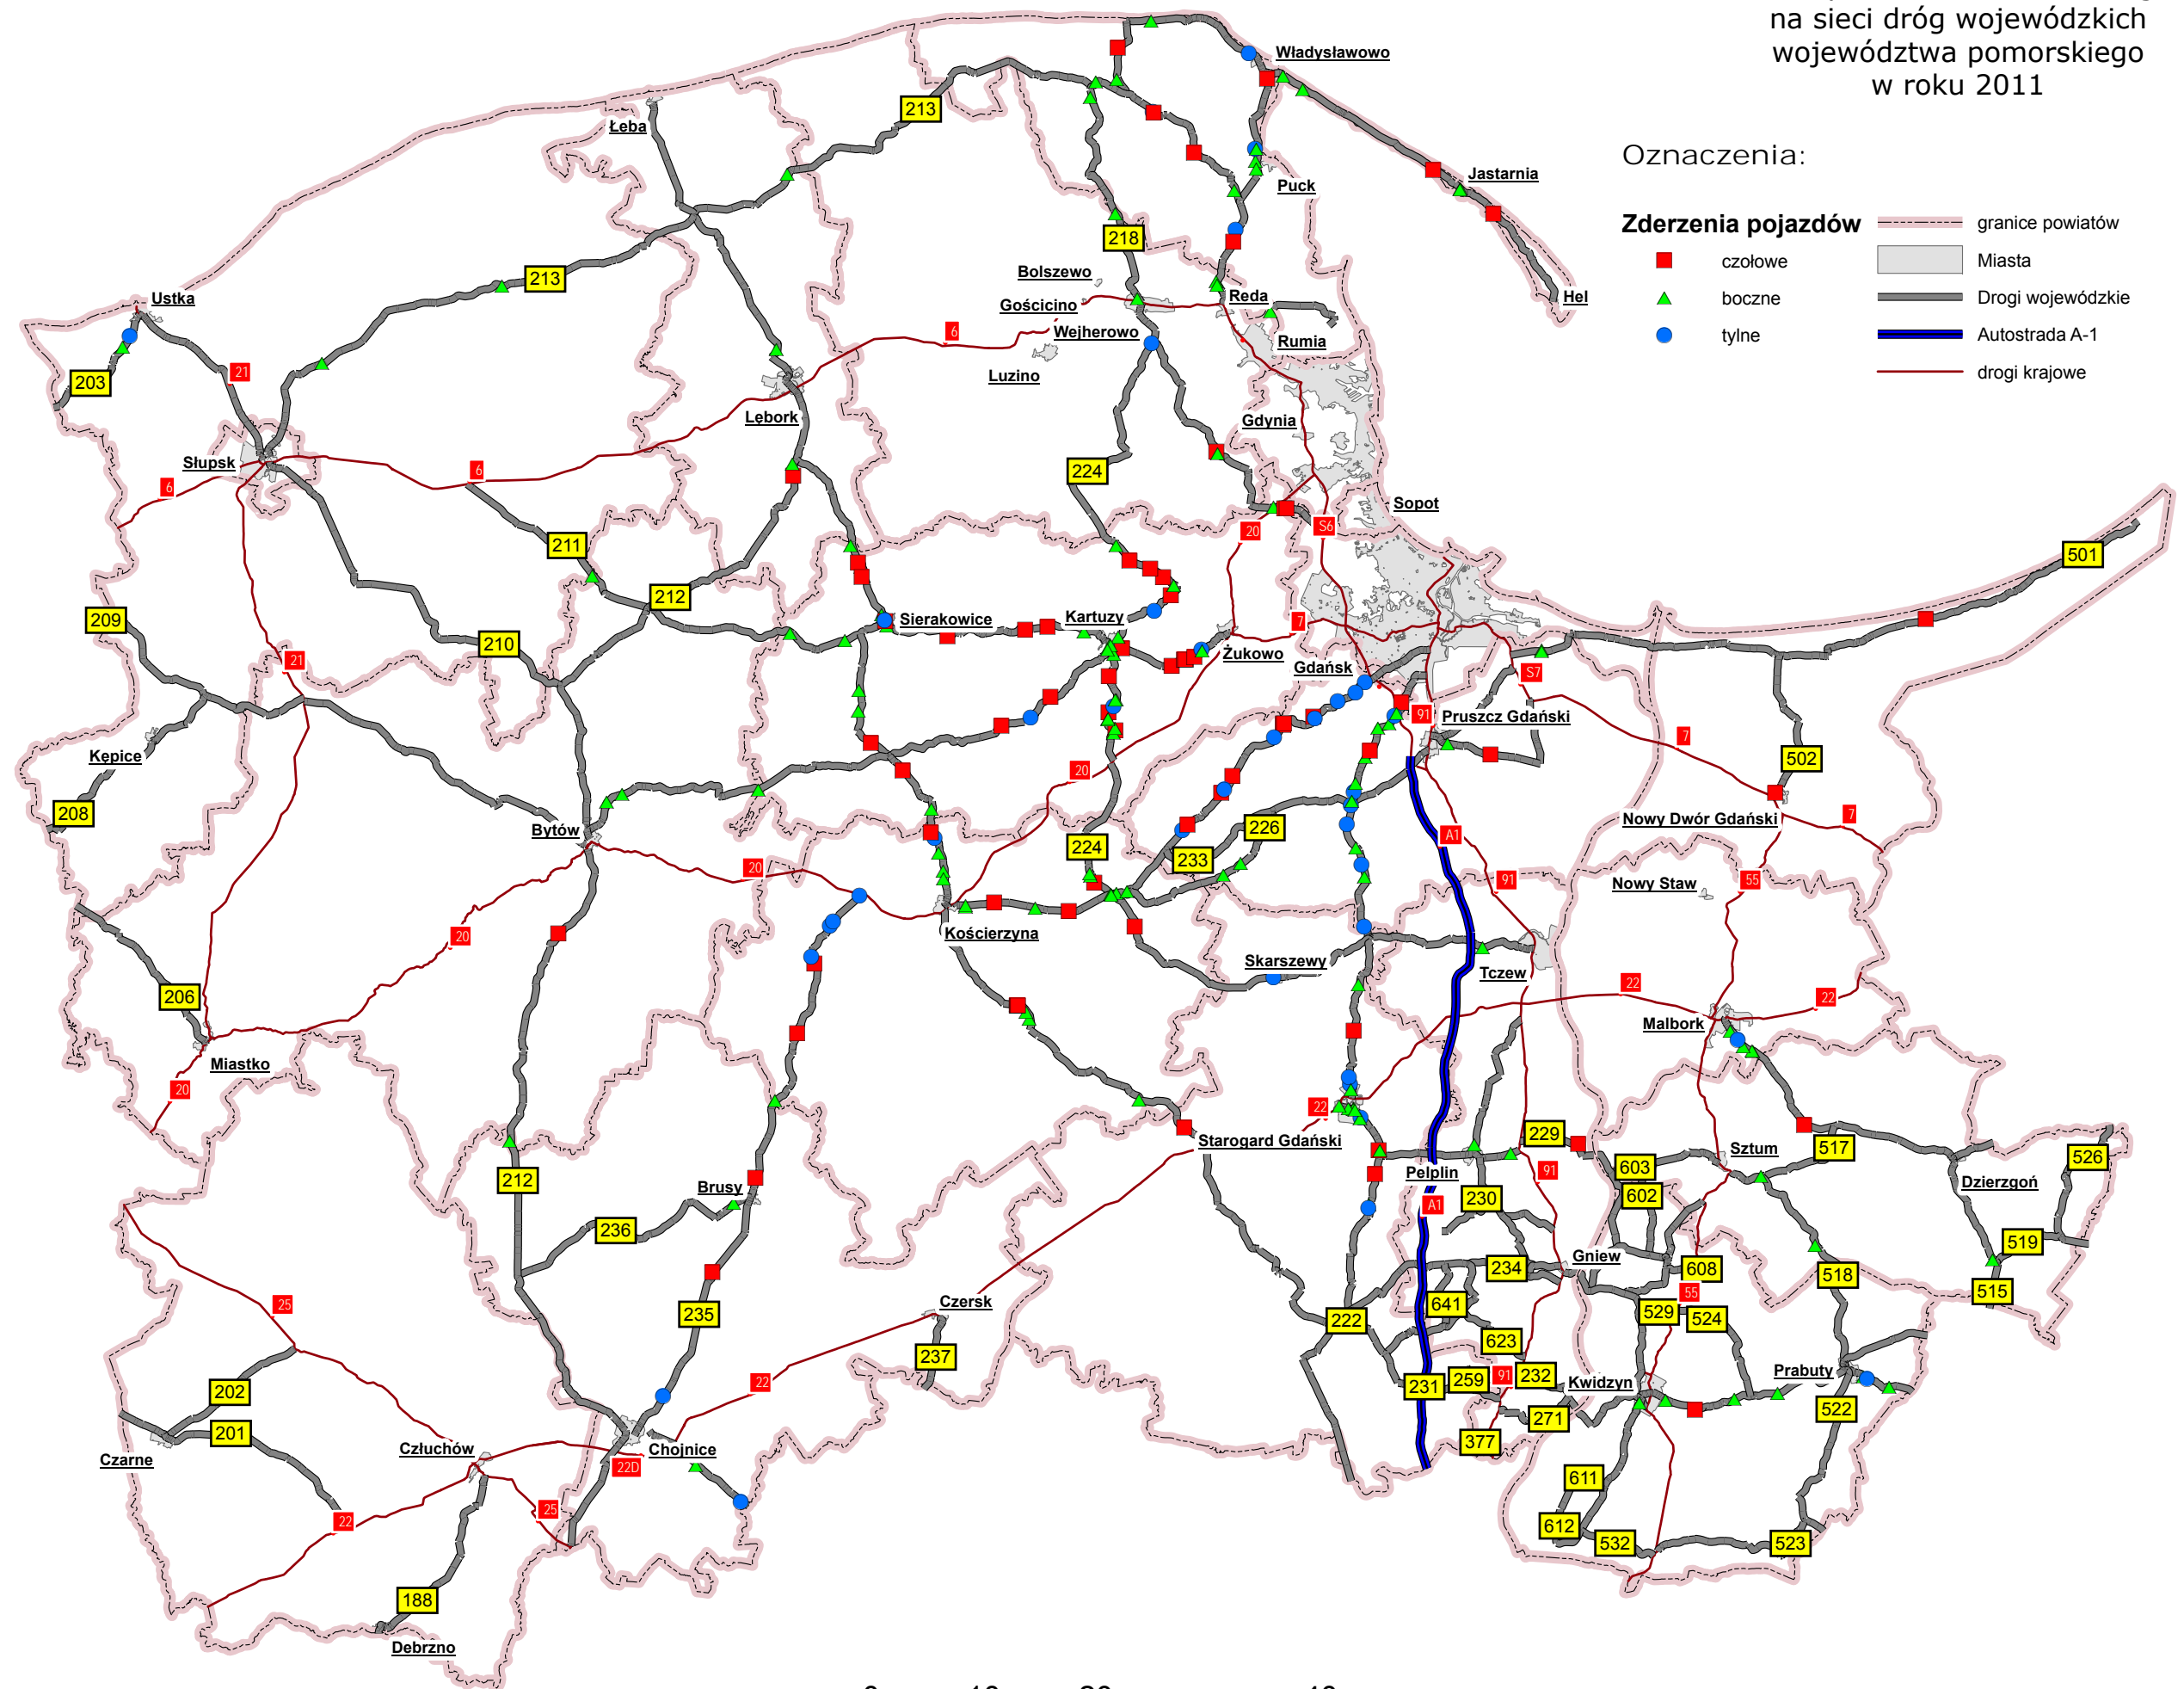 na sieci dróg wojewódzkich
województwa pomorskiego
w roku 2011
Oznaczenia:
Zderzenia pojazdów
czołowe
boczne
tylne
granice powiatów
Miasta
Drogi wojewódzkie
Autostrada A-1
drogi krajowe
Władysławowo
213
Łeba
Jastarnia
Puck
218
Bolszewo
213
Hel
Ustka
Gościcino
Reda
6
Wejherowo
Rumia
21
Luzino
203
Lębork
Gdynia
Słupsk
6
224
6
Sopot
20
S6
211
501
212
209
Sierakowice
Kartuzy
7
210
Żukowo
21
Gdańsk
S7
91
Pruszcz Gdański
7
Kępice
502
20
208
Nowy Dwór Gdański
7
Bytów
226
A1
224
233
20
91
Nowy Staw
55
20
Kościerzyna
Skarszewy
Tczew
22
206
22
Malbork
Miastko
20
22
Starogard Gdański
229
517
Sztum
526
603
91
Pelplin
212
Brusy
602
Dzierzgoń
230
A1
236
519
Gniew
234
608
518
55
515
25
Czersk
641
529
524
235
222
623
237
Prabuty
232
91
22
259
231
Kwidzyn
202
522
271
201
377
Człuchów
Chojnice
Czarne
22D
611
25
22
612
532
523
188
Debrzno